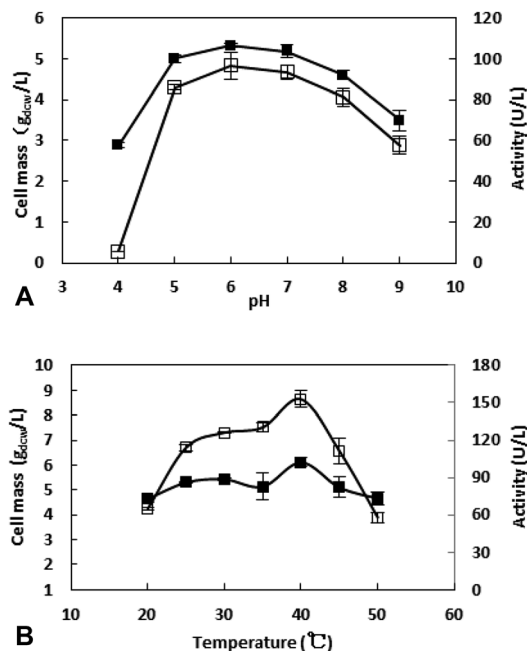 6 120
5 100
4 80
3 60
2 40
1 20
0 0
Cell mass（g_dcw/L)
Activity (U/L)
3 4 5 6 7 8 9 10
pH
A
10 180
9
8 150
7 120
6
5 90
4 60
3
2 30
1 0
Cell mass (g_dcw/L)
Activity (U/L)
10 20 30 40 50 60
Temperature (℃)
B